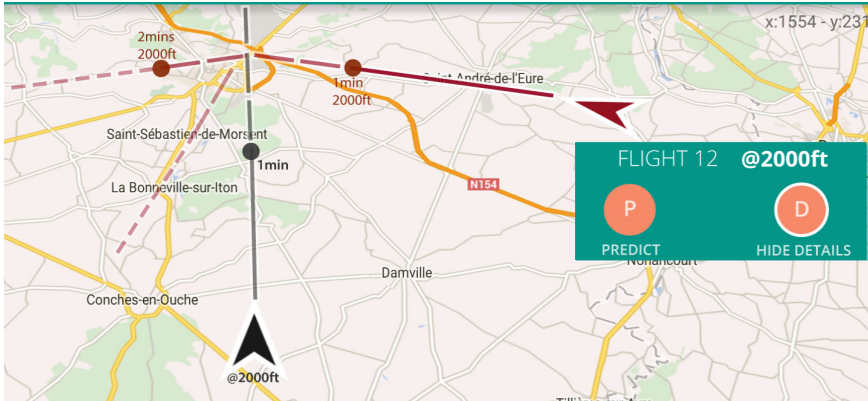 x:1554 - y:231
2mins
2000ft
Saint-André-de-l'Eure
1min
2000ft
Saint-Sébastien-de-Morsent
1min
FLIGHT 12 @2000ft
La Bonneville-sur-Iton
N154
P
D
PREDICT
HIDE DETAILS
Nonancourt
Damville
Conches-en-Ouche
@2000ft